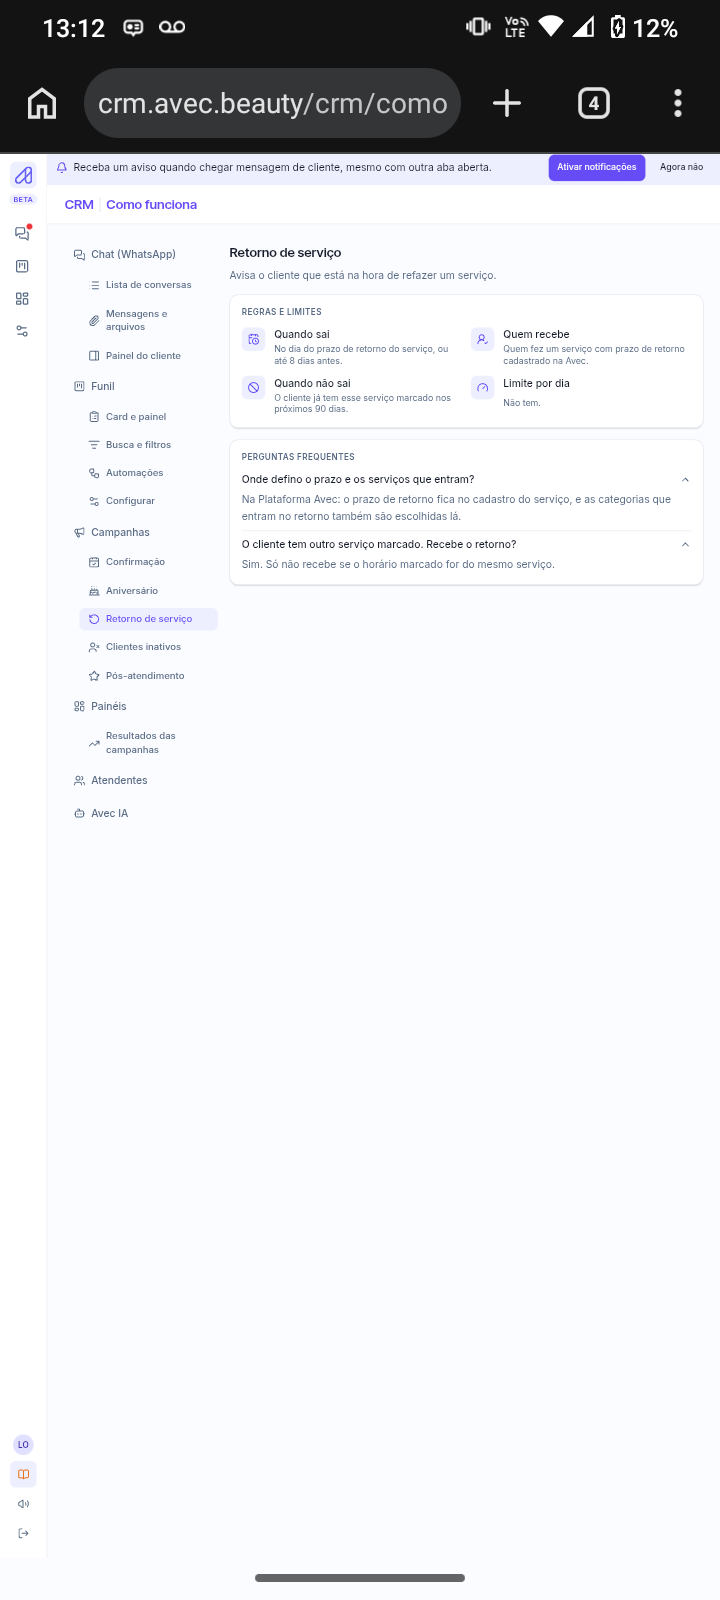 13:12
Vo
LTE
12%
crm.avec.beauty/crm/como
4
BETA
Receba um aviso quando chegar mensagem de cliente, mesmo com outra aba aberta.
Ativar notificações
Agora não
CRM
Como funciona
Chat (WhatsApp)
Lista de conversas
Mensagens e
arquivos
Painel do cliente
Funil
Card e painel
Busca e filtros
Automações
Configurar
Campanhas
Confirmação
Aniversário
Retorno de serviço
Clientes inativos
Pós-atendimento
Painéis
Resultados das
campanhas
Atendentes
Avec IA
Retorno de serviço
Avisa o cliente que está na hora de refazer um serviço.
REGRAS E LIMITES
Quando sai
No dia do prazo de retorno do serviço, ou
até 8 dias antes.
Quem recebe
Quem fez um serviço com prazo de retorno
cadastrado na Avec.
Quando não sai
O cliente já tem esse serviço marcado nos
próximos 90 dias.
Limite por dia
Não tem.
PERGUNTAS FREQUENTES
Onde defino o prazo e os serviços que entram?
Na Plataforma Avec: o prazo de retorno fica no cadastro do serviço, e as categorias que
entram no retorno também são escolhidas lá.
O cliente tem outro serviço marcado. Recebe o retorno?
Sim. Só não recebe se o horário marcado for do mesmo serviço.
LO